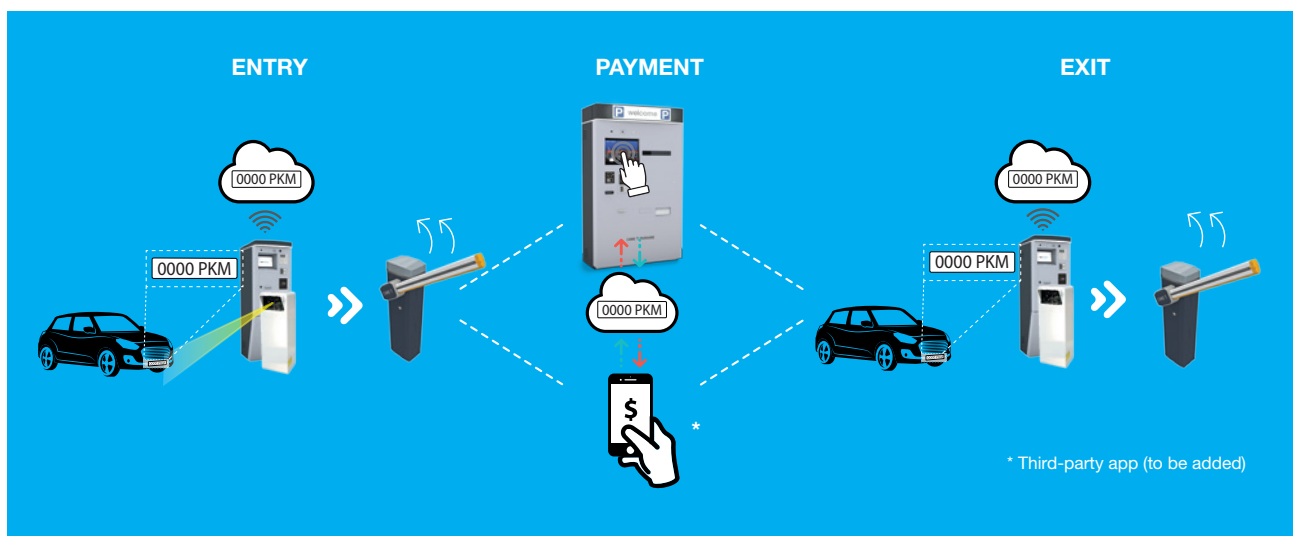 ENTRY
PAYMENT
EXIT
P welcome P
0000 PKM
0000 PKM
0000 PKM
0000 PKM
0000 PKM
$
*
* Third-party app (to be added)